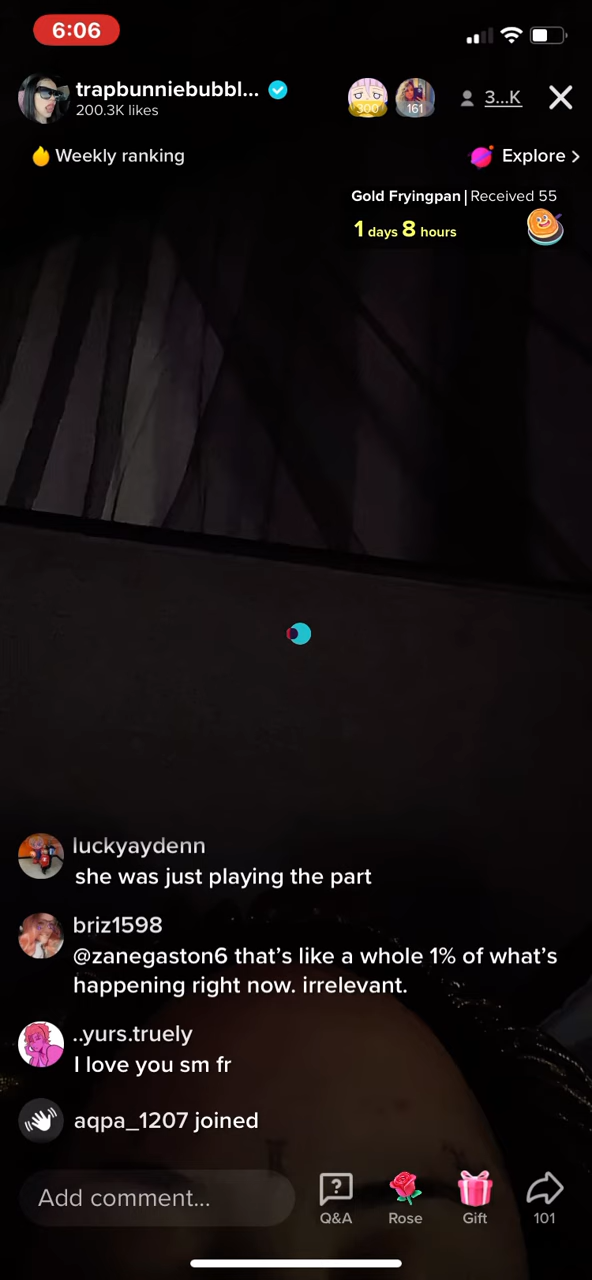 6:06
trapbunniebubbl...
200.3K likes
300
161
3...K
Weekly ranking
Explore
Gold Fryingpan | Received 55
1 days 8 hours
luckyaydenn
she was just playing the part
briz1598
@zanegaston6 that's like a whole 1% of what's
happening right now. irrelevant.
..yurs.truely
I love you sm fr
aqpa_1207 joined
Add comment...
Q&A
Rose
Gift
101